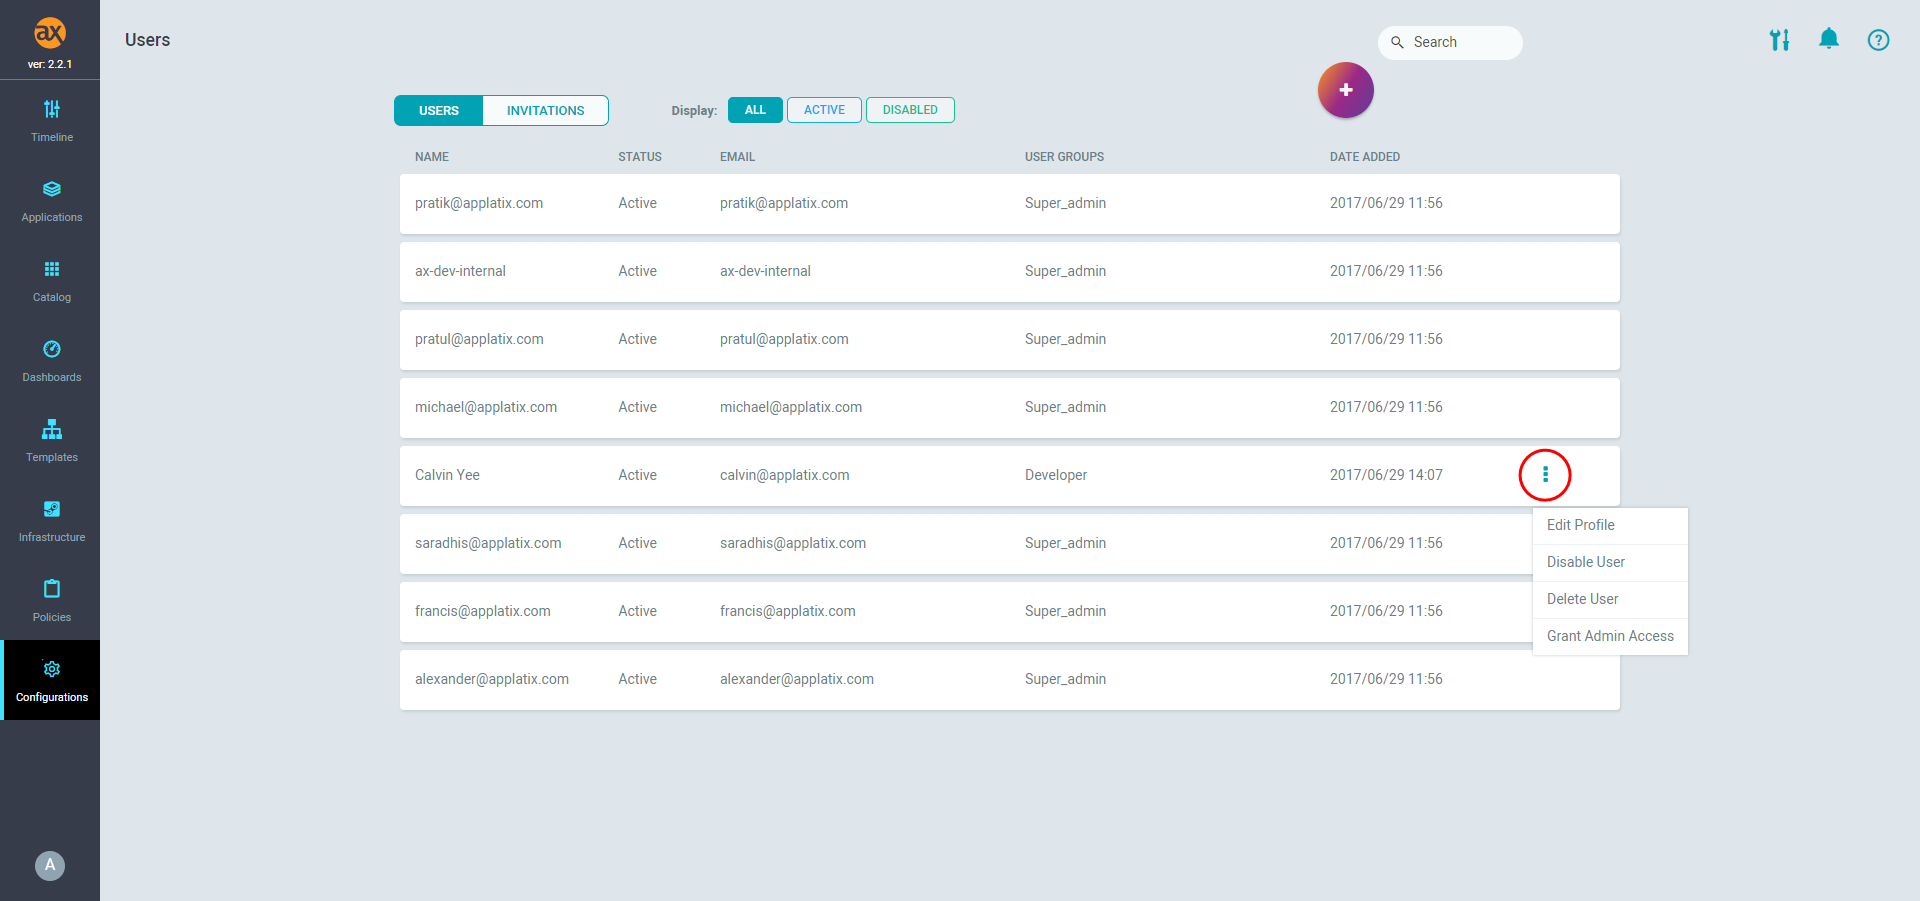 ax
ver: 2.2.1
Timeline
Applications
Catalog
Dashboards
Templates
Infrastructure
Policies
Configurations
A
Users
Search
USERS INVITATIONS Display: ALL ACTIVE DISABLED
NAME STATUS EMAIL USER GROUPS DATE ADDED
pratik@applatix.com Active pratik@applatix.com Super_admin 2017/06/29 11:56
ax-dev-internal Active ax-dev-internal Super_admin 2017/06/29 11:56
pratul@applatix.com Active pratul@applatix.com Super_admin 2017/06/29 11:56
michael@applatix.com Active michael@applatix.com Super_admin 2017/06/29 11:56
Calvin Yee Active calvin@applatix.com Developer 2017/06/29 14:07
saradhis@applatix.com Active saradhis@applatix.com Super_admin 2017/06/29 11:56
francis@applatix.com Active francis@applatix.com Super_admin 2017/06/29 11:56
alexander@applatix.com Active alexander@applatix.com Super_admin 2017/06/29 11:56
Edit Profile
Disable User
Delete User
Grant Admin Access